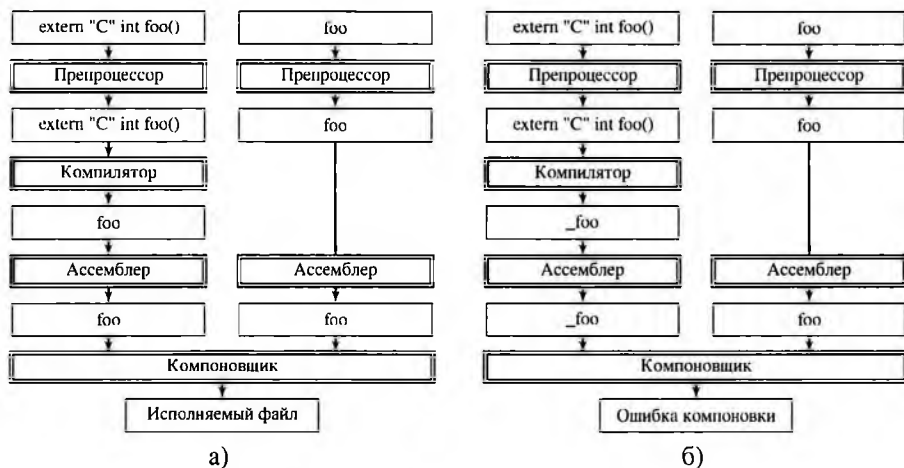 extern "C" int foo()
foo
Препроцессор
Препроцессор
extern "C" int foo()
foo
Компилятор
foo
Ассемблер
Ассемблер
foo
foo
Компоновщик
Исполняемый файл
а)
extern "C" int foo()
foo
Препроцессор
Препроцессор
extern "C" int foo()
foo
Компилятор
_foo
Ассемблер
Ассемблер
_foo
foo
Компоновщик
Ошибка компоновки
б)